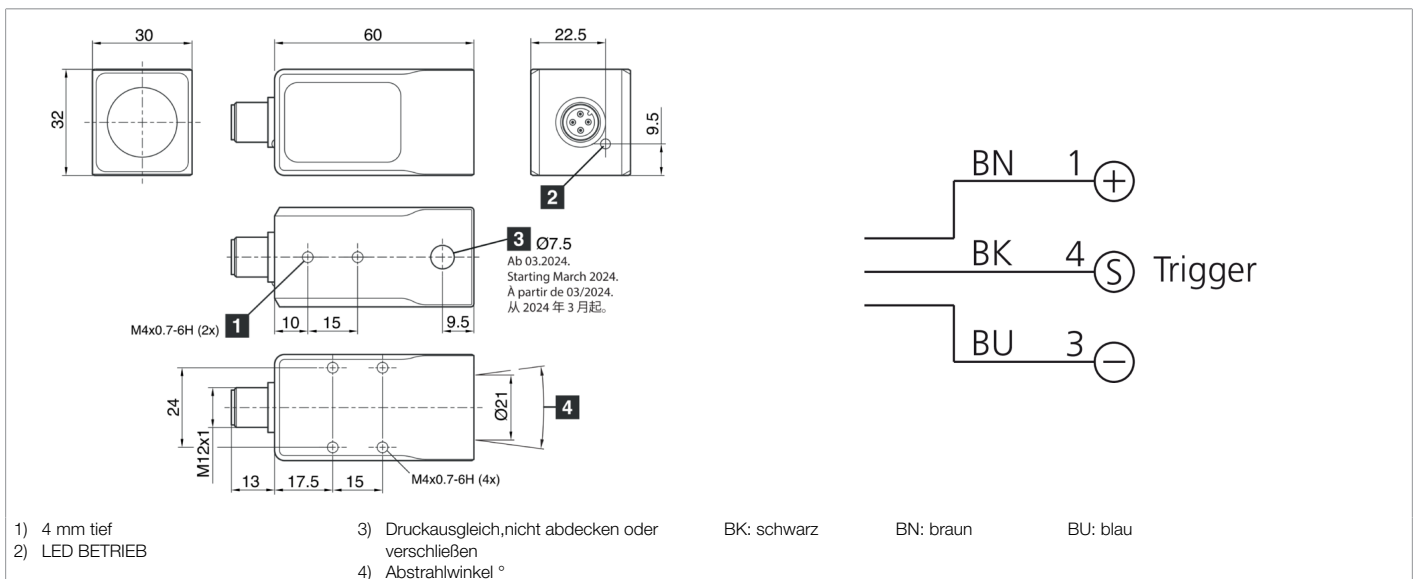 30
60
22.5
32
9.5
2
3 Ø7.5
Ab 03.2024.
Starting March 2024.
À partir de 03/2024.
从 2024 年 3 月起。
M4x0.7-6H (2x) 1
10
15
9.5
24
M12x1
Ø21
4
13
17.5
15
M4x0.7-6H (4x)
BN 1 +
BK 4 S Trigger
BU 3 −
1) 4 mm tief
2) LED BETRIEB
3) Druckausgleich,nicht abdecken oder
verschließen
4) Abstrahlwinkel °
BK: schwarz
BN: braun
BU: blau